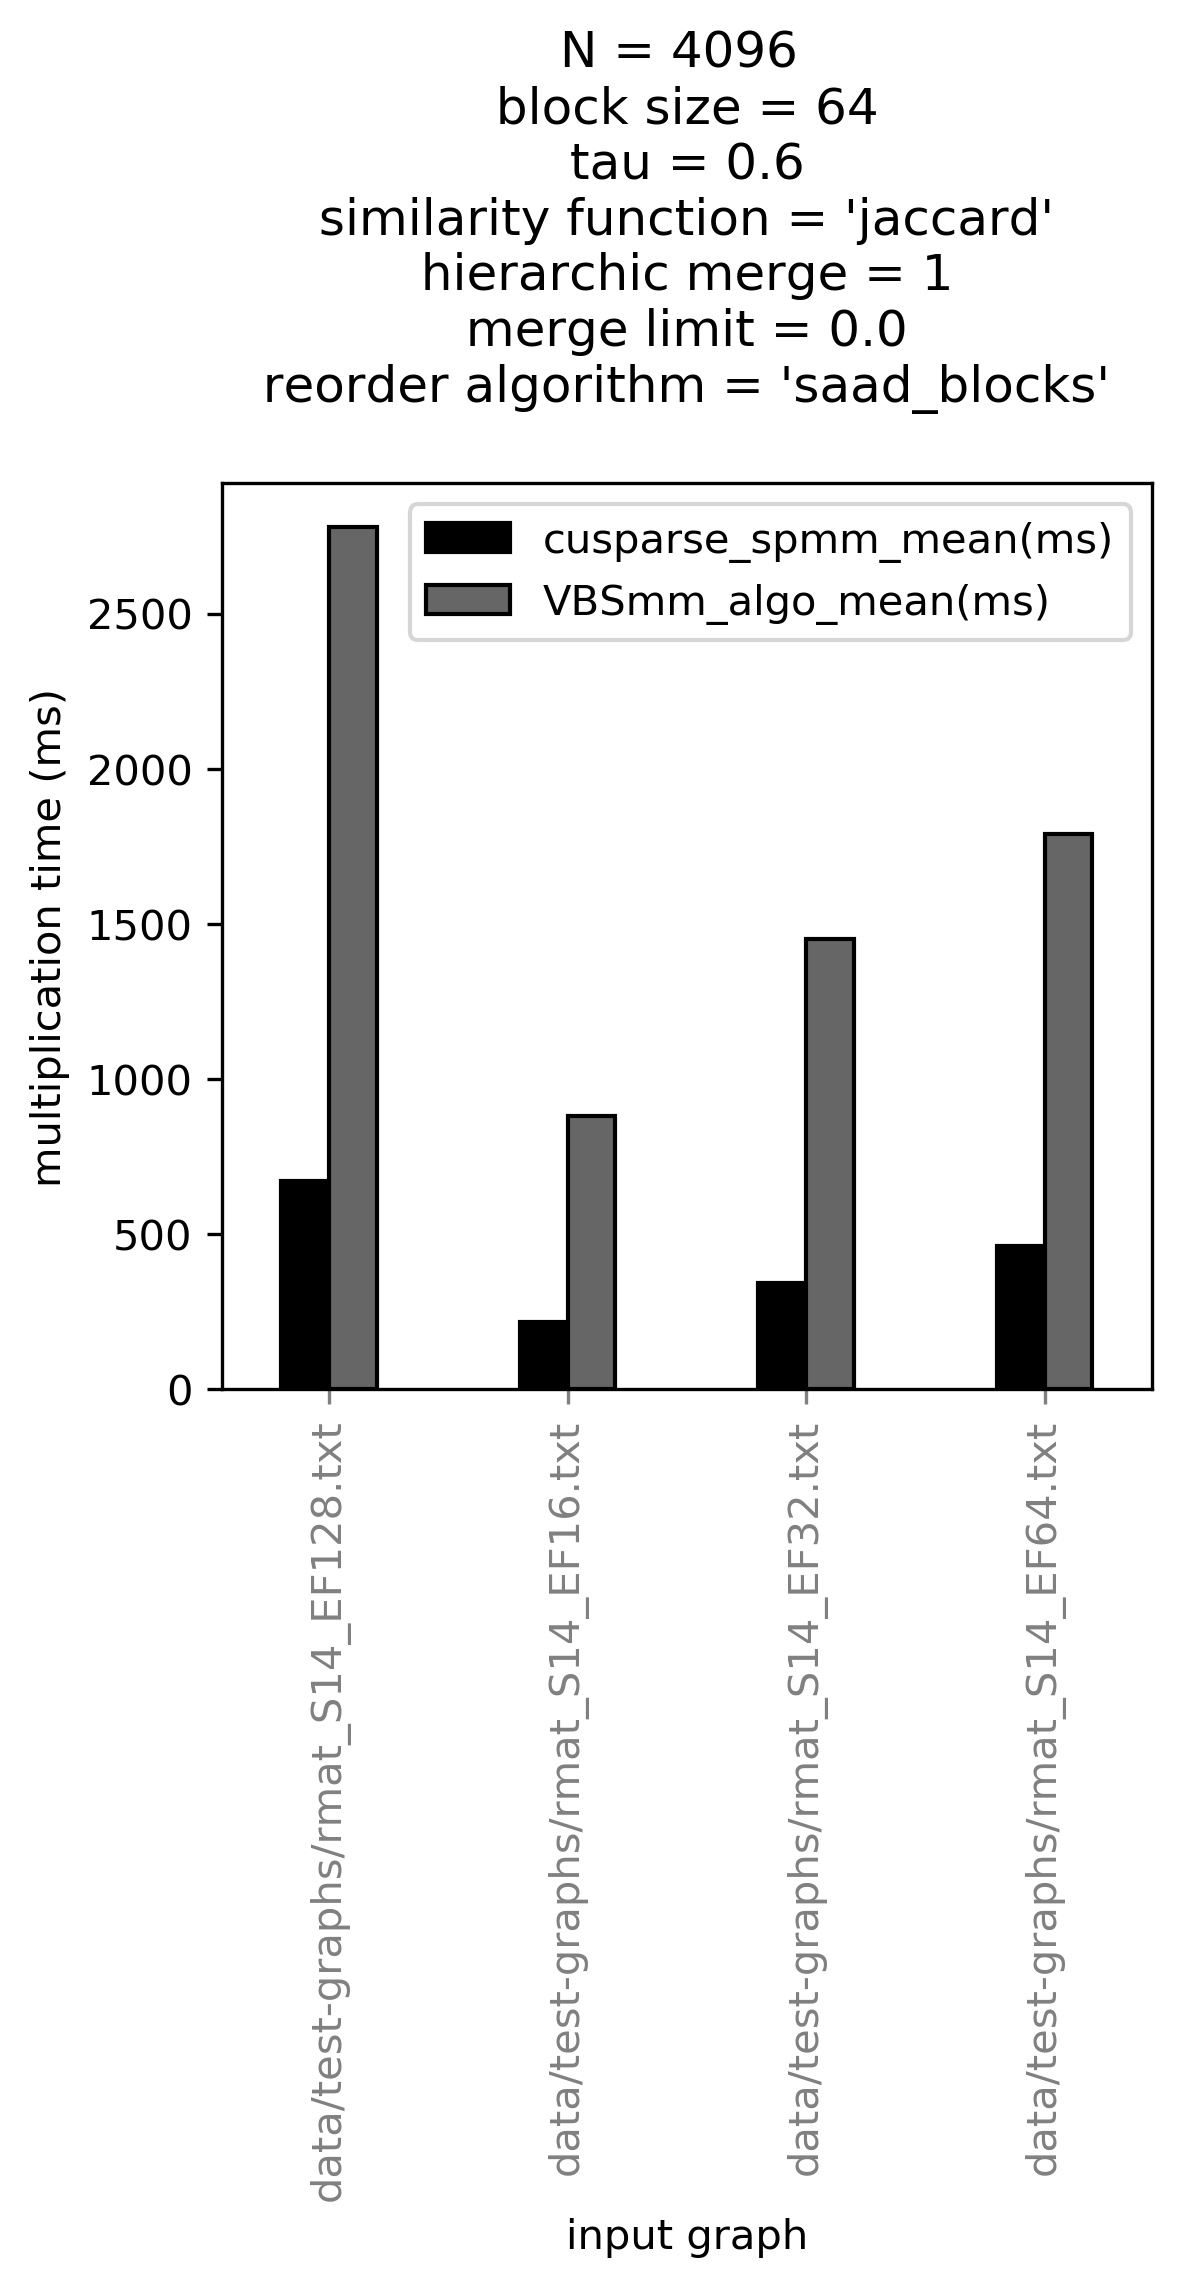 N = 4096
block size = 64
tau = 0.6
similarity function = 'jaccard'
hierarchic merge = 1
merge limit = 0.0
reorder algorithm = 'saad_blocks'
cusparse_spmm_mean(ms)
VBSmm_algo_mean(ms)
multiplication time (ms)
2500
2000
1500
1000
500
0
data/test-graphs/rmat_S14_EF128.txt
data/test-graphs/rmat_S14_EF16.txt
data/test-graphs/rmat_S14_EF32.txt
data/test-graphs/rmat_S14_EF64.txt
input graph